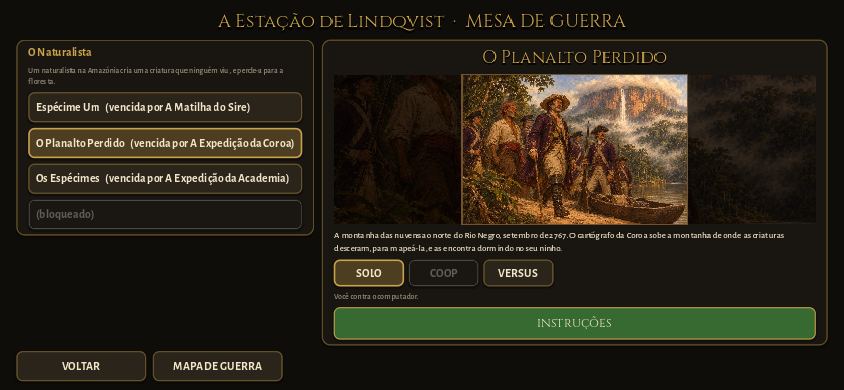 A Estação de Lindqvist · MESA DE GUERRA
O Naturalista
Um naturalista na Amazónia cria uma criatura que ninguém viu, e perde-u para a
floresta.
Espécime Um (vencida por A Matilha do Sire)
O Planalto Perdido (vencida por A Expedição da Coroa)
Os Espécimes (vencida por A Expedição da Academia)
(bloqueado)
VOLTAR
MAPA DE GUERRA
O Planalto Perdido
A montanha das nuvens ao norte do Rio Negro, setembro de 1767. O cartógrafo da Coroa sobe a montanha de onde as criaturas
desceram, para mapeá-la, e as encontra dormindo no seu ninho.
SOLO
COOP
VERSUS
Você contra o computador.
INSTRUÇÕES